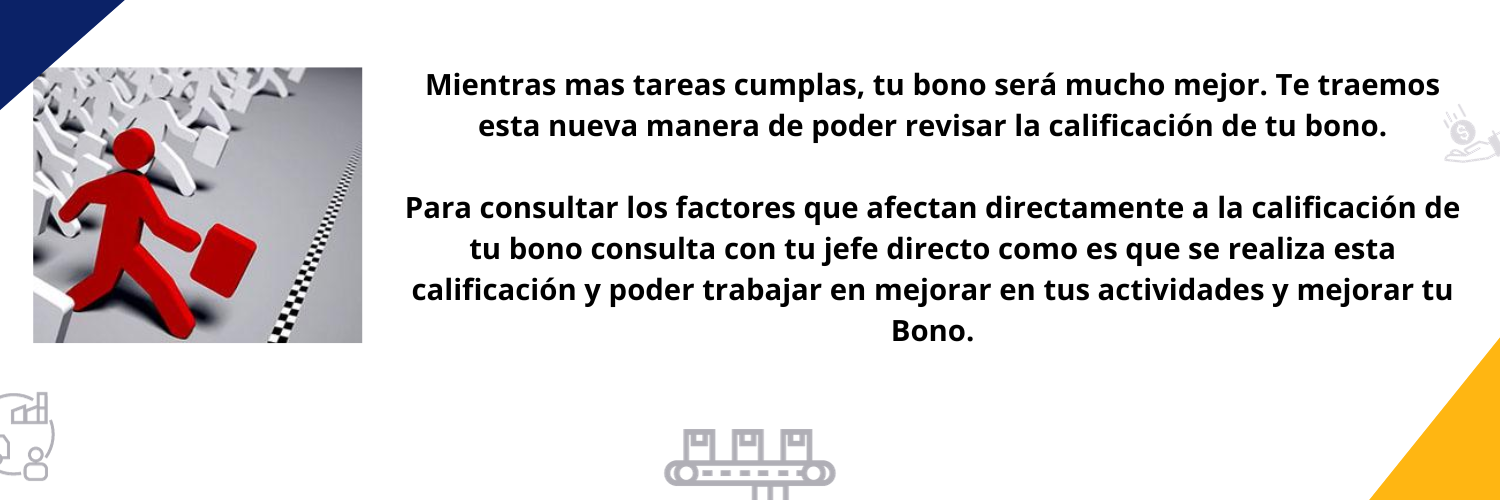 Mientras mas tareas cumplas, tu bono será mucho mejor. Te traemos
esta nueva manera de poder revisar la calificación de tu bono.
Para consultar los factores que afectan directamente a la calificación de
tu bono consulta con tu jefe directo como es que se realiza esta
calificación y poder trabajar en mejorar en tus actividades y mejorar tu
Bono.